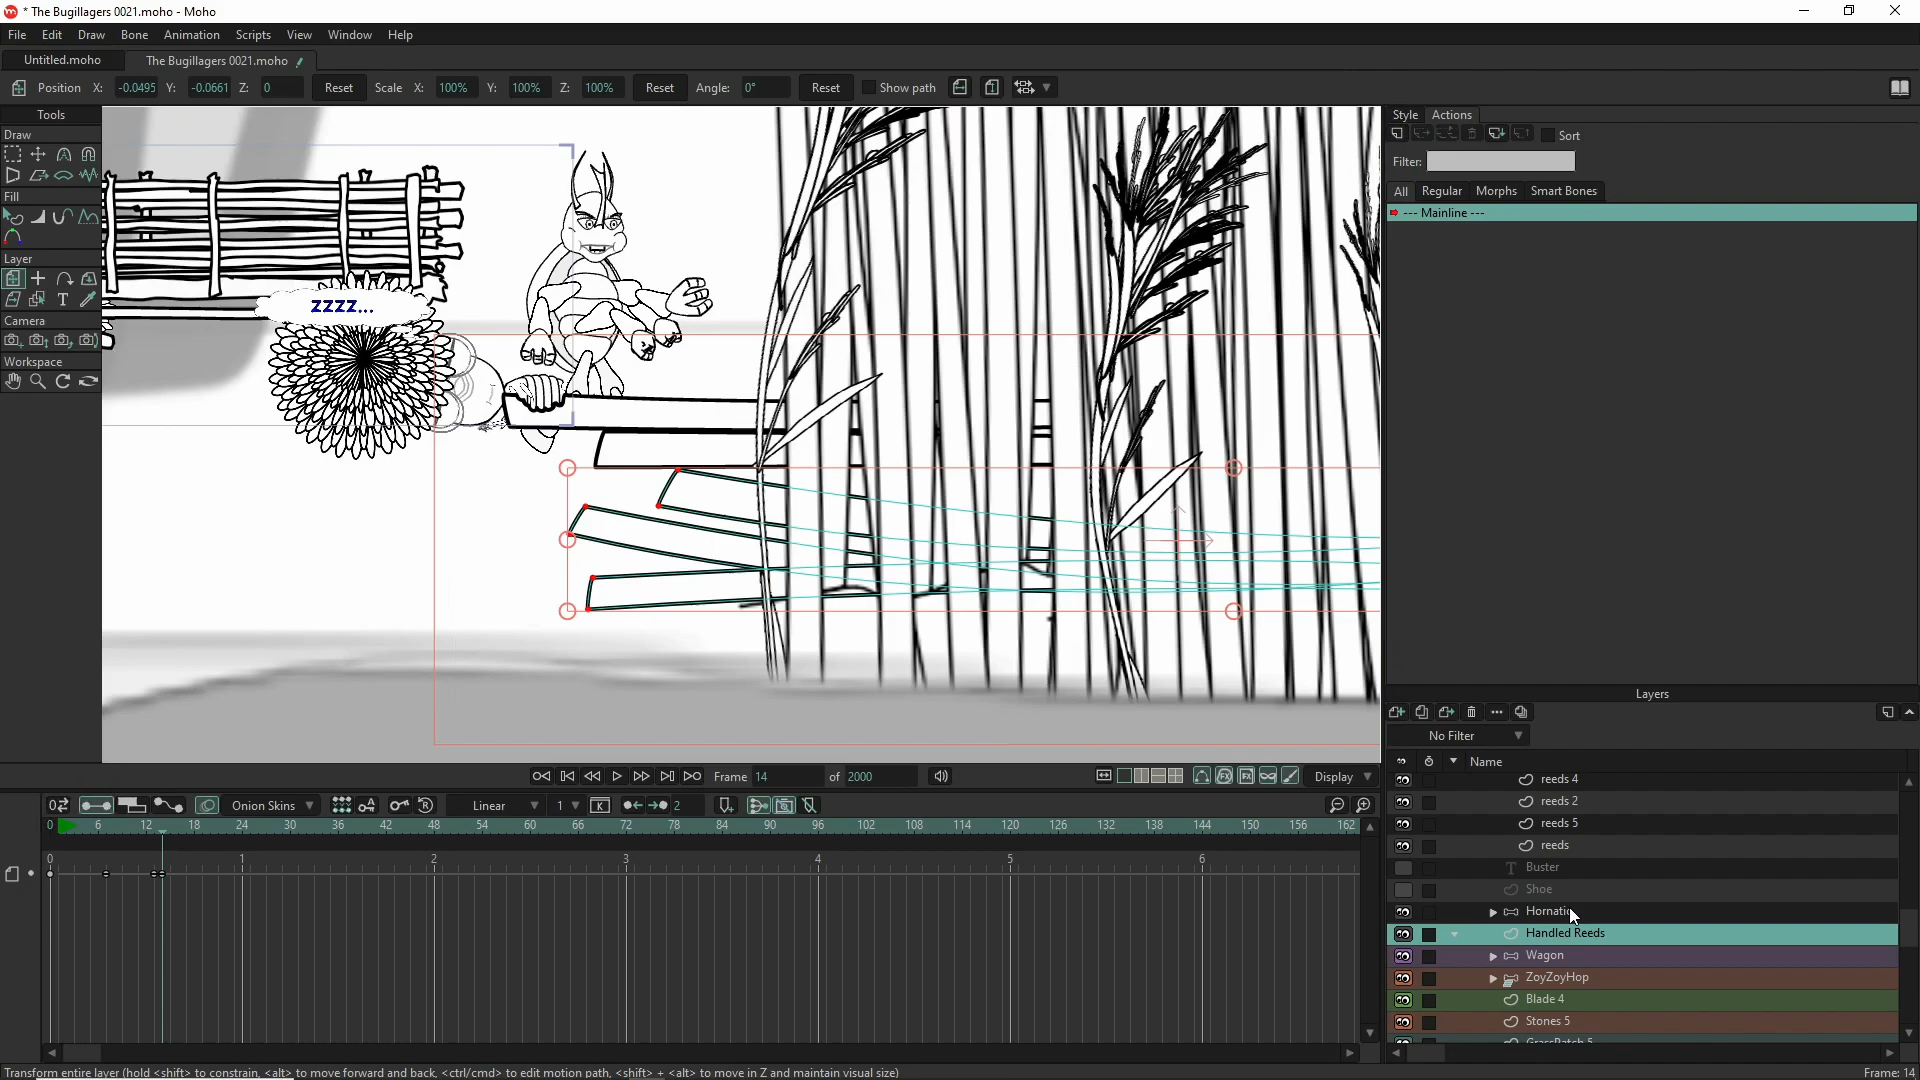 * The Bugillagers 0021.moho - Moho
File Edit Draw Bone Animation Scripts View Window Help
Untitled.moho The Bugillagers 0021.moho
Position X: -0.0495 Y: -0.0661 Z: 0 Reset Scale X: 100% Y: 100% Z: 100% Reset Angle: 0° Reset Show path
Tools
Draw
Fill
Layer
Camera
Workspace
zzzz...
Style Actions
Sort
Filter:
All Regular Morphs Smart Bones
--- Mainline ---
Layers
No Filter
Name
reeds 4
reeds 2
reeds 5
reeds
Buster
Shoe
Handled Reeds
Wagon
ZoyZoyHop
Blade 4
Stones 5
GrassPatch 5
Frame 14 of 2000 Display
Onion Skins Linear 1 2
0 6 12 18 24 30 36 42 48 54 60 66 72 78 84 90 96 102 108 114 120 126 132 138 144 150 156 162
0 1 2 3 4 5 6
Transform entire layer (hold <shift> to constrain, <alt> to move forward and back, <ctrl/cmd> to edit motion path, <shift> + <alt> to move in Z and maintain visual size) Frame: 14